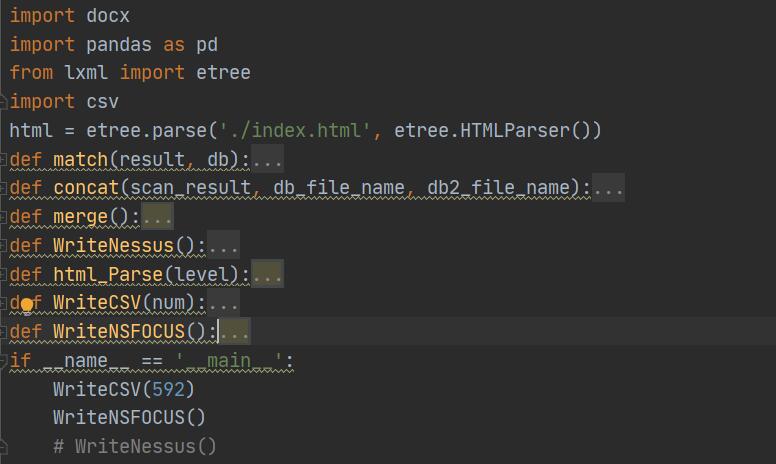 import docx
import pandas as pd
from lxml import etree
import csv
html = etree.parse('./index.html', etree.HTMLParser())
def match(result, db):...
def concat(scan_result, db_file_name, db2_file_name):...
def merge():...
def WriteNessus():...
def html_Parse(level):...
def WriteCSV(num):...
def WriteNSFOCUS():...
if __name__ == '__main__':
    WriteCSV(592)
    WriteNSFOCUS()
    # WriteNessus()